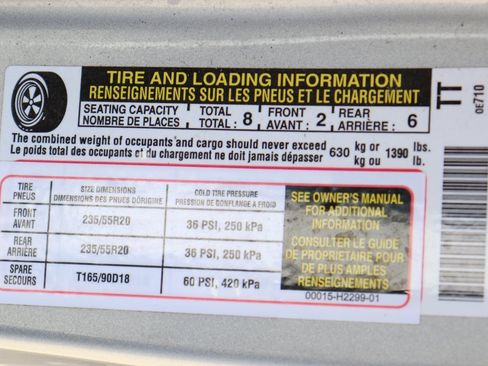 TIRE AND LOADING INFORMATION
RENSEIGNEMENTS SUR LES PNEUS ET LE CHARGEMENT
SEATING CAPACITY TOTAL 8 FRONT 2 REAR 6
NOMBRE DE PLACES TOTAL : AVANT : ARRIÈRE :
The combined weight of occupants and cargo should never exceed 630 kg or 1390 lbs.
Le poids total des occupants et du chargement ne doit jamais dépasser kg ou lb.
TIRE SIZE DIMENSIONS COLD TIRE PRESSURE
PNEUS DIMENSIONS DES PNEUS D'ORIGINE PRESSION DE GONFLAGE A FROID
FRONT
AVANT 235/55R20 36 PSI, 250 kPa
REAR
ARRIÈRE 235/55R20 36 PSI, 250 kPa
SPARE
SECOURS T165/90D18 60 PSI, 420 kPa
SEE OWNER'S MANUAL
FOR ADDITIONAL
INFORMATION
CONSULTER LE GUIDE
DE PROPRIETAIRE POUR
DE PLUS AMPLES
RENSEIGNEMENTS
00015-H2299-01
TT
0E710